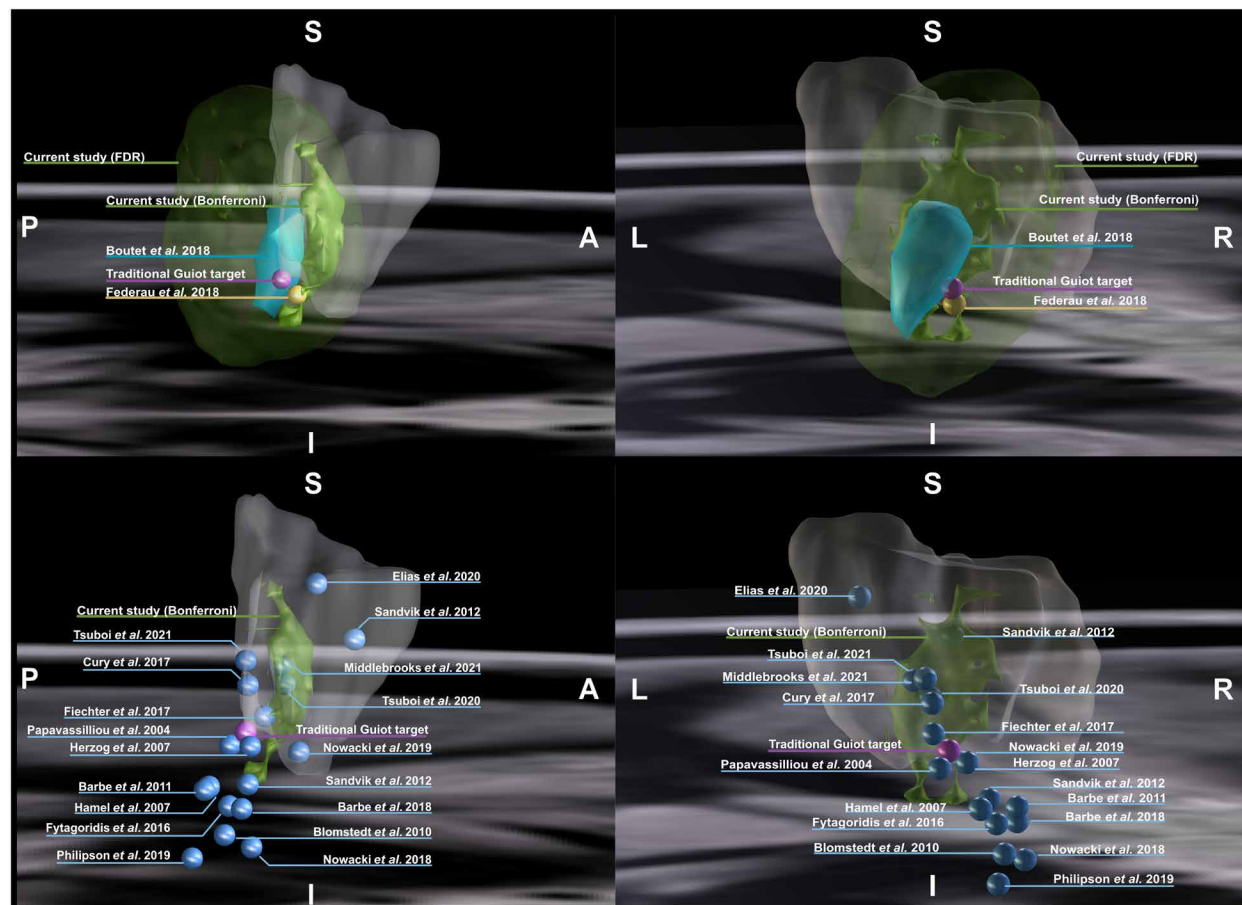 S
Current study (FDR)
Current study (Bonferroni)
P
A
Boutet et al. 2018
Traditional Guiot target
Federau et al. 2018
I
S
Current study (FDR)
Current study (Bonferroni)
L
R
Boutet et al. 2018
Traditional Guiot target
Federau et al. 2018
I
S
Elias et al. 2020
Current study (Bonferroni)
Sandvik et al. 2012
Tsuboi et al. 2021
Cury et al. 2017
Middlebrooks et al. 2021
P
A
Tsuboi et al. 2020
Fiechter et al. 2017
Papavassilliou et al. 2004
Traditional Guiot target
Herzog et al. 2007
Nowacki et al. 2019
Barbe et al. 2011
Sandvik et al. 2012
Hamel et al. 2007
Barbe et al. 2018
Fytagoridis et al. 2016
Blomstedt et al. 2010
Philipson et al. 2019
Nowacki et al. 2018
I
S
Elias et al. 2020
Current study (Bonferroni)
Sandvik et al. 2012
Tsuboi et al. 2021
Middlebrooks et al. 2021
L
R
Cury et al. 2017
Tsuboi et al. 2020
Fiechter et al. 2017
Traditional Guiot target
Nowacki et al. 2019
Papavassilliou et al. 2004
Herzog et al. 2007
Sandvik et al. 2012
Hamel et al. 2007
Barbe et al. 2011
Fytagoridis et al. 2016
Barbe et al. 2018
Blomstedt et al. 2010
Nowacki et al. 2018
I
Philipson et al. 2019